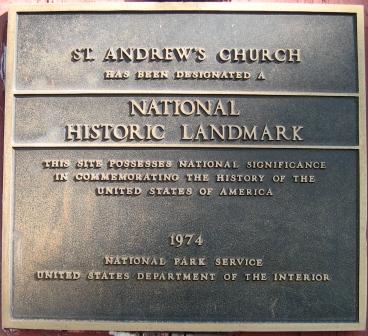 ST. ANDREW'S CHURCH
HAS BEEN DESIGNATED A
NATIONAL
HISTORIC LANDMARK
THIS SITE POSSESSES NATIONAL SIGNIFICANCE
IN COMMEMORATING THE HISTORY OF THE
UNITED STATES OF AMERICA
1974
NATIONAL PARK SERVICE
UNITED STATES DEPARTMENT OF THE INTERIOR